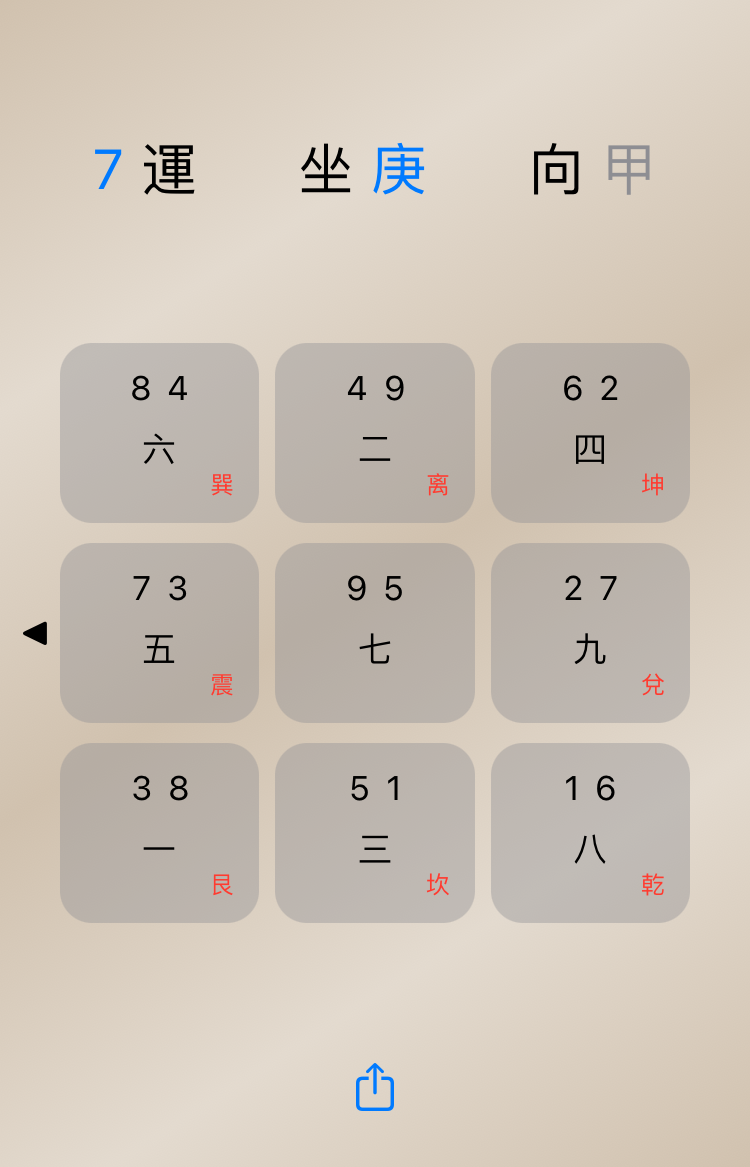 7 運 坐 庚 向 甲
8 4 4 9 6 2
六 二 四
巽 离 坤
7 3 9 5 2 7
五 七 九
震 兌
3 8 5 1 1 6
一 三 八
艮 坎 乾